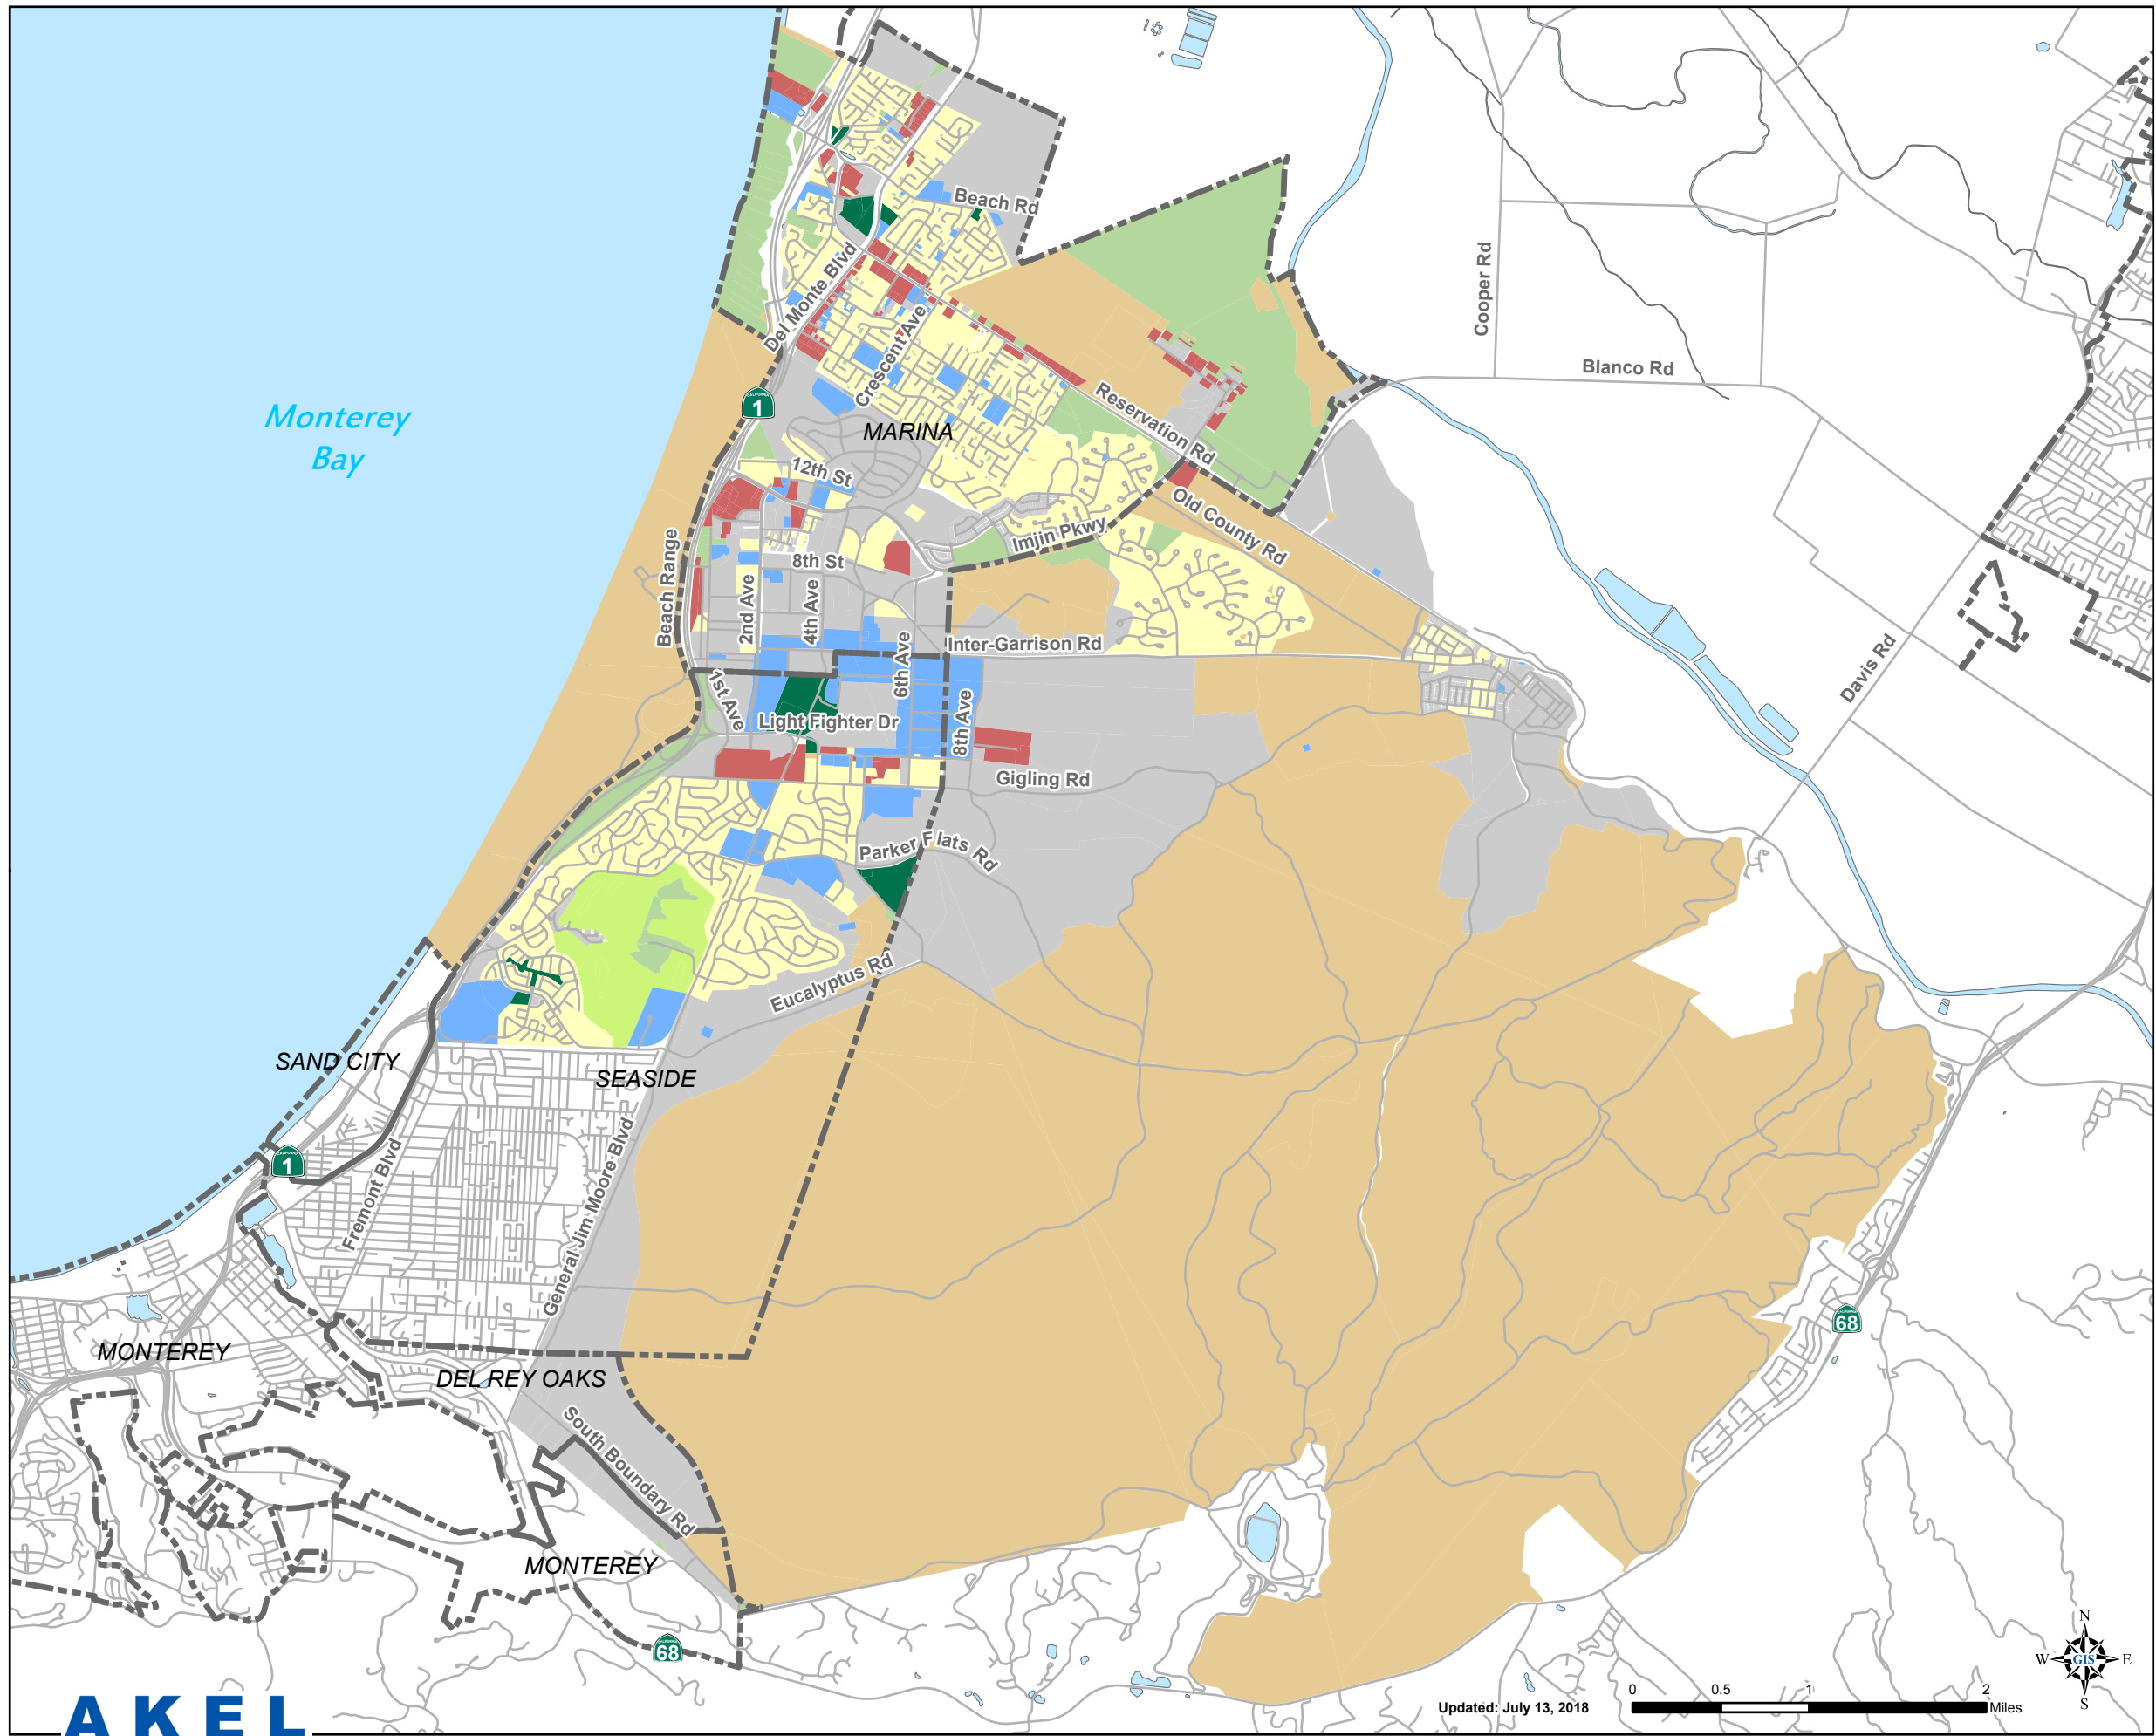 Beach Rd
Del Monte Blvd
Cooper Rd
Blanco Rd
CALIFORNIA
1
Crescent Ave
Monterey
Bay
MARINA
Reservation Rd
12th St
Old County Rd
Imjin Pkwy
Beach Range
8th St
2nd Ave
4th Ave
6th Ave
Inter-Garrison Rd
Davis Rd
1st Ave
Light Fighter Dr
8th Ave
Gigling Rd
Parker Flats Rd
Eucalyptus Rd
SAND CITY
SEASIDE
CALIFORNIA
1
Fremont Blvd
General Jim Moore Blvd
CALIFORNIA
68
MONTEREY
DEL REY OAKS
South Boundary Rd
MONTEREY
CALIFORNIA
68
N
W
GIS
E
S
AKEL
Updated: July 13, 2018
0
0.5
1
2
Miles